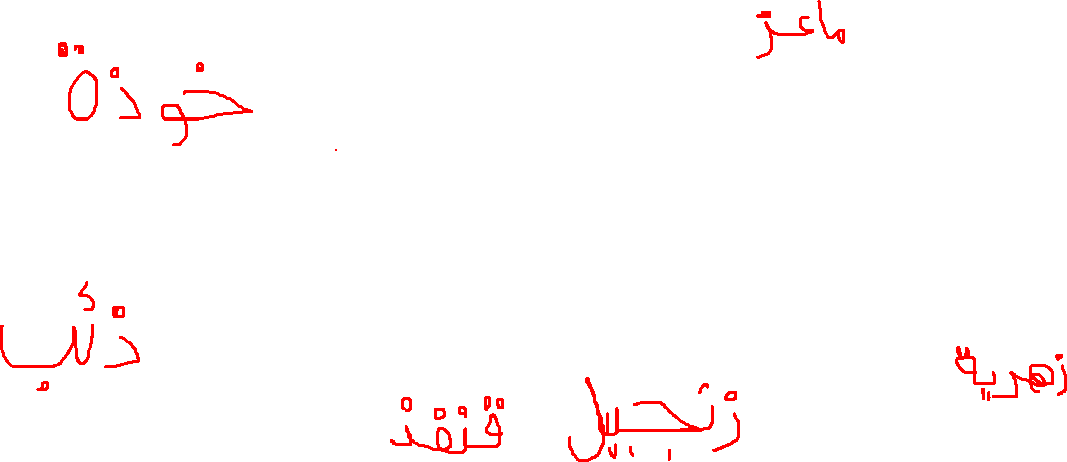 ماعز
خوذة
ذئب
زهرية
زنجبيل
قنفذ